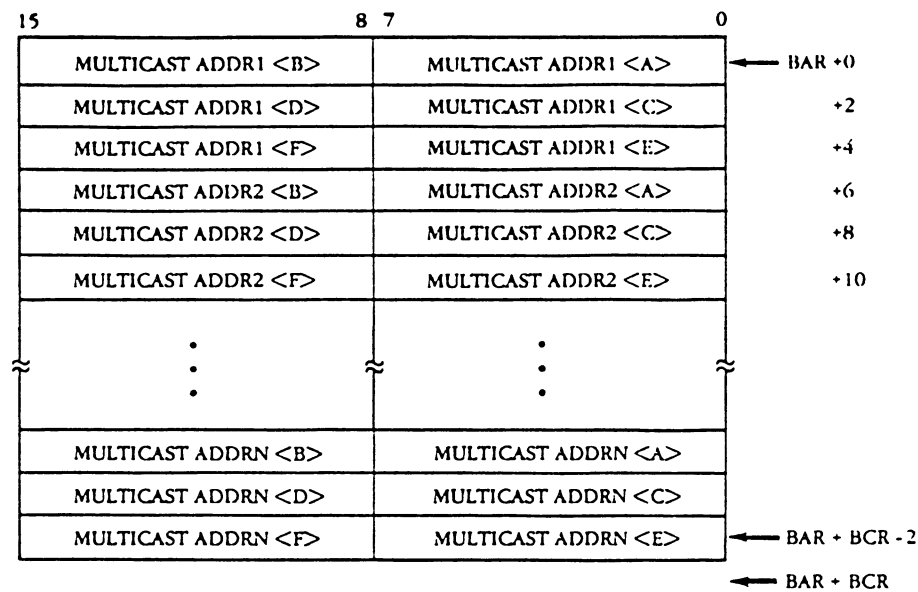 15 8 7 0
MULTICAST ADDR1 <B> MULTICAST ADDR1 <A> BAR +0
MULTICAST ADDR1 <D> MULTICAST ADDR1 <C> +2
MULTICAST ADDR1 <F> MULTICAST ADDR1 <E> +4
MULTICAST ADDR2 <B> MULTICAST ADDR2 <A> +6
MULTICAST ADDR2 <D> MULTICAST ADDR2 <C> +8
MULTICAST ADDR2 <F> MULTICAST ADDR2 <E> +10
MULTICAST ADDRN <B> MULTICAST ADDRN <A>
MULTICAST ADDRN <D> MULTICAST ADDRN <C>
MULTICAST ADDRN <F> MULTICAST ADDRN <E> BAR + BCR - 2
BAR + BCR